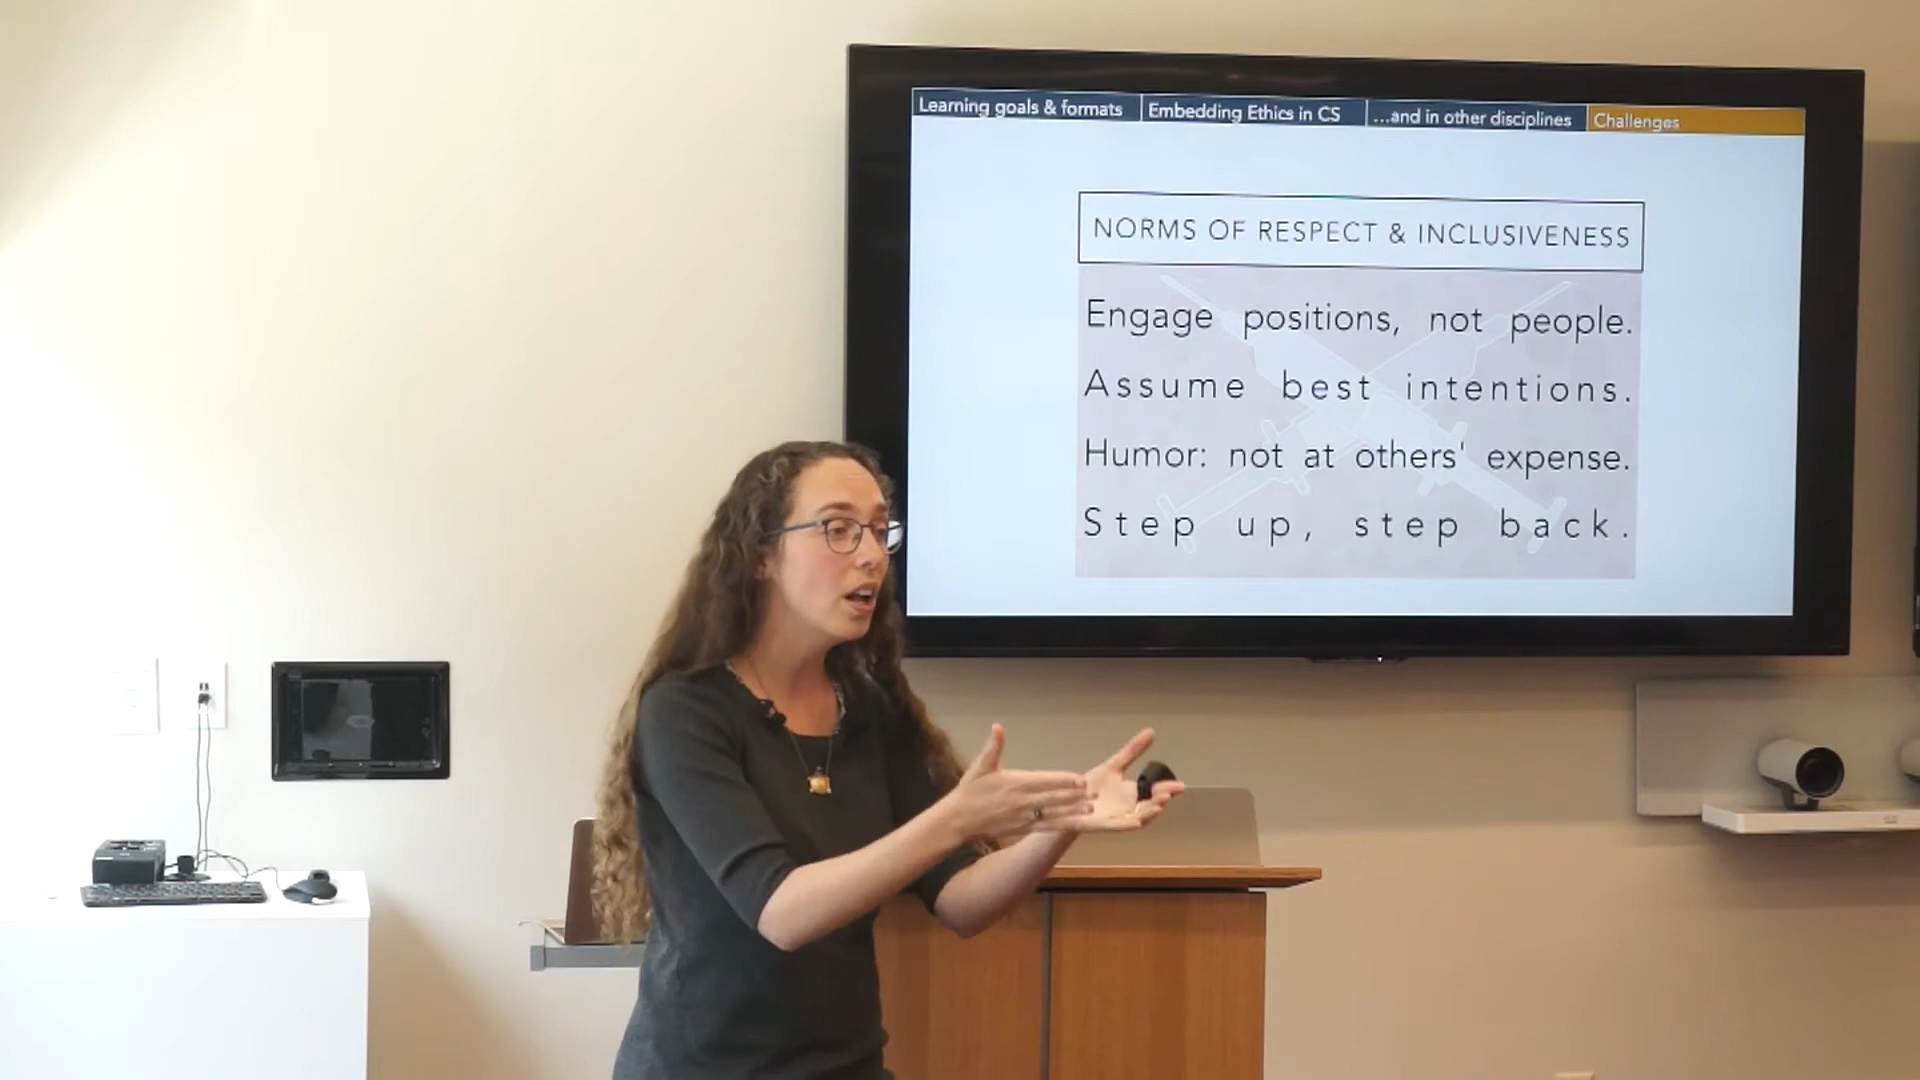 Learning goals & formats
Embedding Ethics in CS
...and in other disciplines
Challenges
NORMS OF RESPECT & INCLUSIVENESS
Engage positions, not people.
Assume best intentions.
Humor: not at others' expense.
Step up, step back.